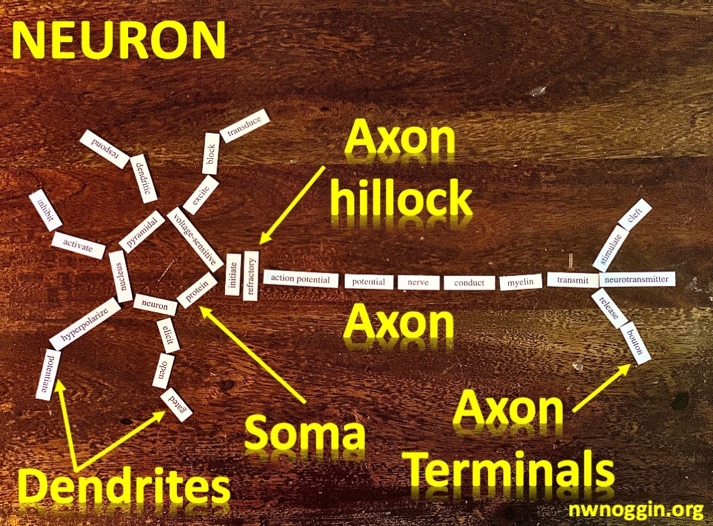 NEURON
transduce
block
respond
dendritic
excite
Axon
hillock
inhibit
cleft
voltage-sensitive
pyramidal
activate
stimulate
nucleus
initiate
refractory
action potential
potential
nerve
conduct
myelin
transmit
neurotransmitter
protein
neuron
hyperpolarize
release
Axon
elicit
bouton
potentiate
open
gated
Axon
Terminals
Soma
Dendrites
nwnoggin.org